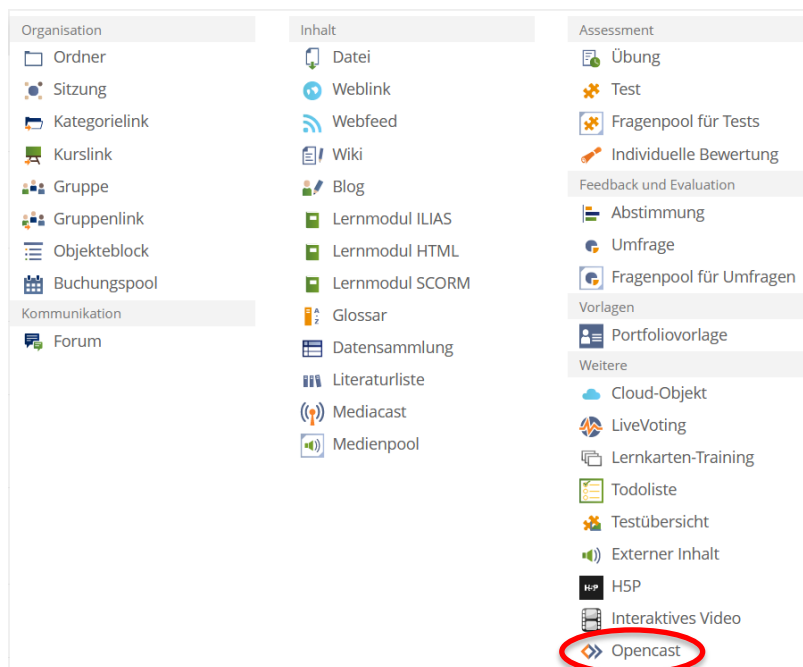 Organisation
Ordner
Sitzung
Kategorielink
Kurslink
Gruppe
Gruppenlink
Objekteblock
Buchungspool
Kommunikation
Forum
Inhalt
Datei
Weblink
Webfeed
Wiki
Blog
Lernmodul ILIAS
Lernmodul HTML
Lernmodul SCORM
Glossar
Datensammlung
Literaturliste
Mediacast
Medienpool
Assessment
Übung
Test
Fragenpool für Tests
Individuelle Bewertung
Feedback und Evaluation
Abstimmung
Umfrage
Fragenpool für Umfragen
Vorlagen
Portfoliovorlage
Weitere
Cloud-Objekt
LiveVoting
Lernkarten-Training
Todoliste
Testübersicht
Externer Inhalt
H5P
Interaktives Video
Opencast